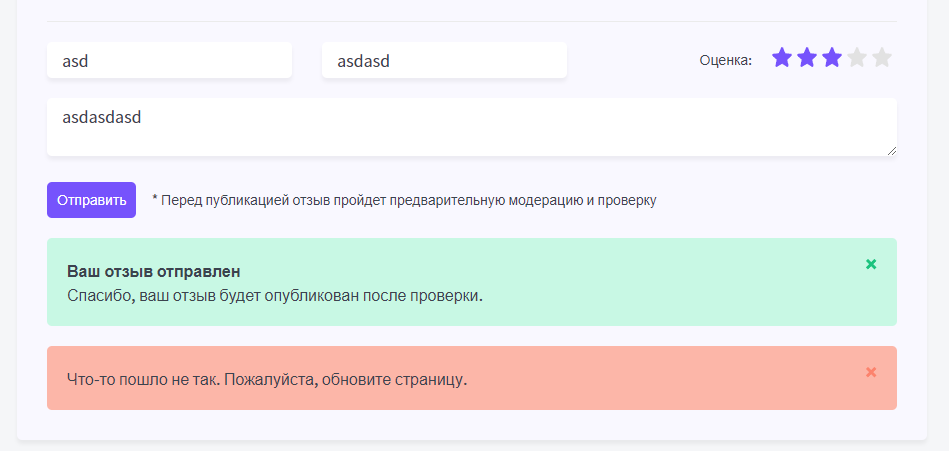 asd asdasd Оценка:
asdasdasd
Отправить * Перед публикацией отзыв пройдет предварительную модерацию и проверку
Ваш отзыв отправлен
Спасибо, ваш отзыв будет опубликован после проверки.
Что-то пошло не так. Пожалуйста, обновите страницу.